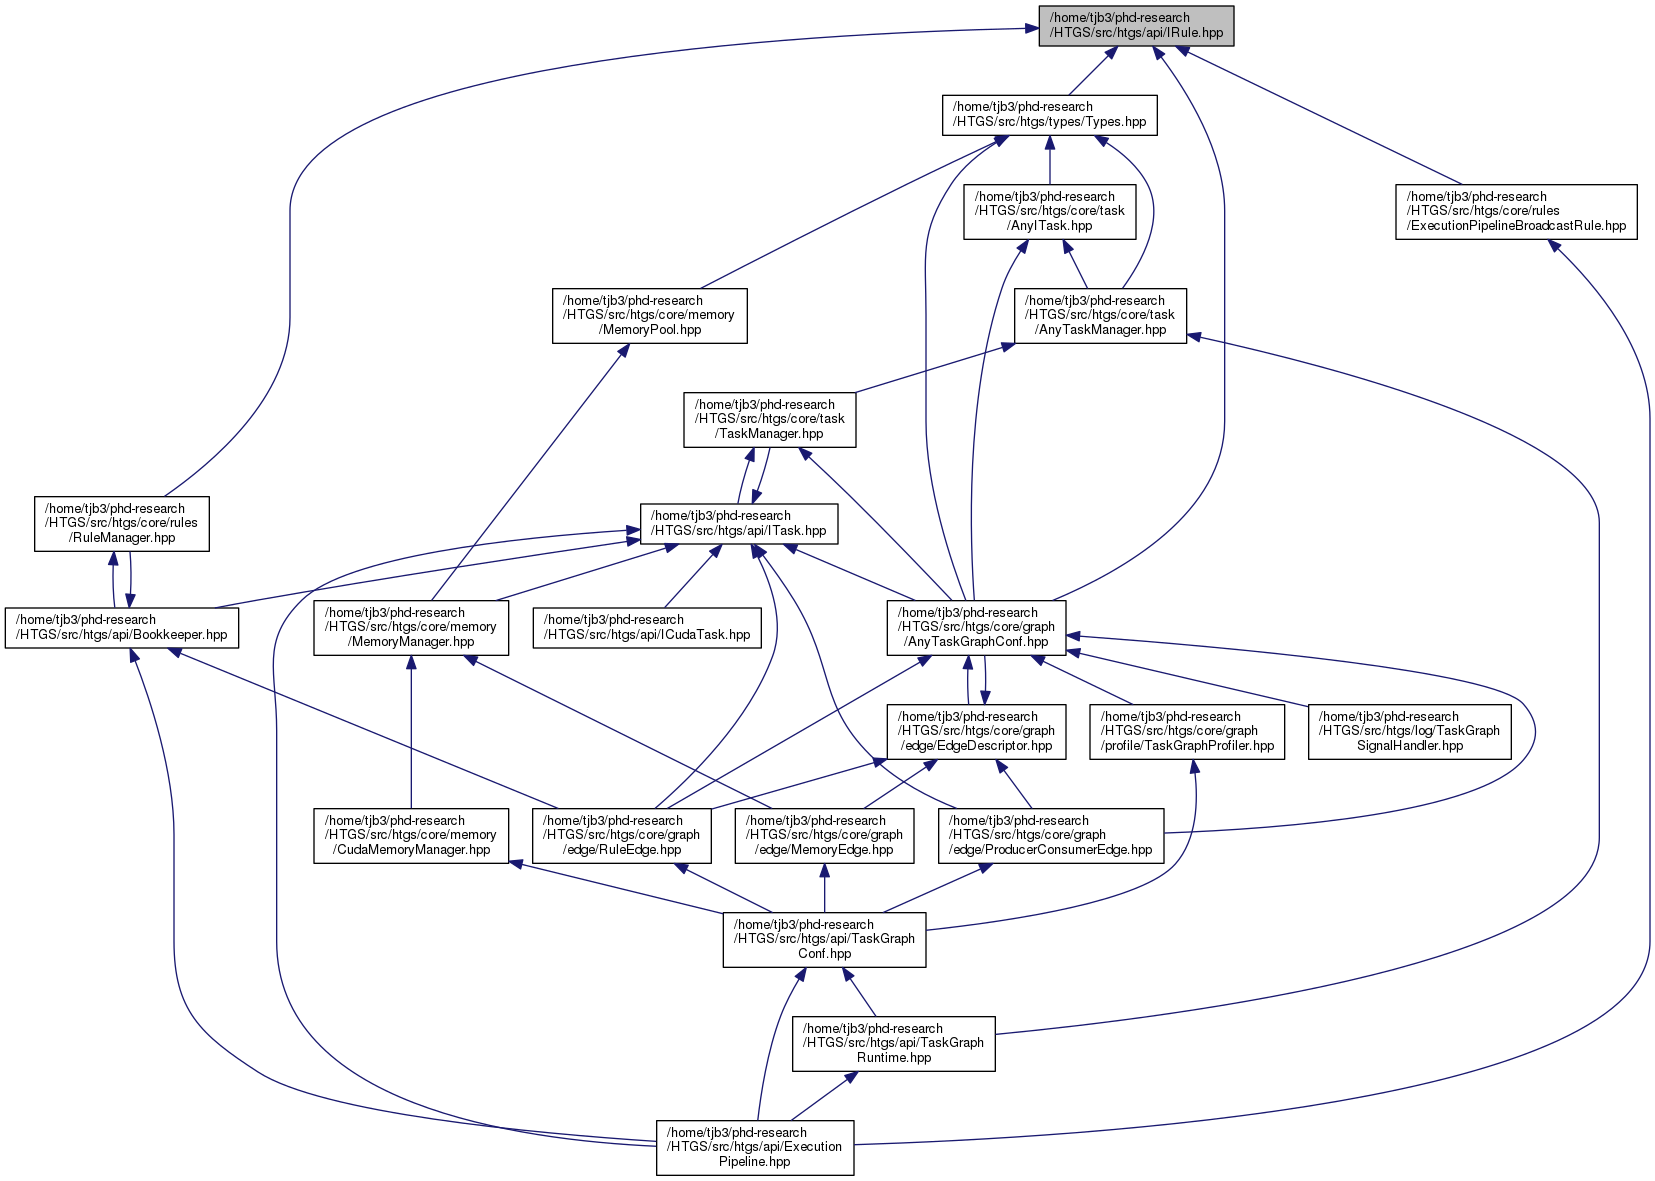 /home/tjb3/phd-research
/HTGS/src/htgs/api/IRule.hpp
/home/tjb3/phd-research
/HTGS/src/htgs/types/Types.hpp
/home/tjb3/phd-research
/HTGS/src/htgs/core/task
/AnyITask.hpp
/home/tjb3/phd-research
/HTGS/src/htgs/core/rules
/ExecutionPipelineBroadcastRule.hpp
/home/tjb3/phd-research
/HTGS/src/htgs/core/memory
/MemoryPool.hpp
/home/tjb3/phd-research
/HTGS/src/htgs/core/task
/AnyTaskManager.hpp
/home/tjb3/phd-research
/HTGS/src/htgs/core/task
/TaskManager.hpp
/home/tjb3/phd-research
/HTGS/src/htgs/core/rules
/RuleManager.hpp
/home/tjb3/phd-research
/HTGS/src/htgs/api/ITask.hpp
/home/tjb3/phd-research
/HTGS/src/htgs/api/Bookkeeper.hpp
/home/tjb3/phd-research
/HTGS/src/htgs/core/memory
/MemoryManager.hpp
/home/tjb3/phd-research
/HTGS/src/htgs/api/ICudaTask.hpp
/home/tjb3/phd-research
/HTGS/src/htgs/core/graph
/AnyTaskGraphConf.hpp
/home/tjb3/phd-research
/HTGS/src/htgs/core/graph
/edge/EdgeDescriptor.hpp
/home/tjb3/phd-research
/HTGS/src/htgs/core/graph
/profile/TaskGraphProfiler.hpp
/home/tjb3/phd-research
/HTGS/src/htgs/log/TaskGraph
SignalHandler.hpp
/home/tjb3/phd-research
/HTGS/src/htgs/core/memory
/CudaMemoryManager.hpp
/home/tjb3/phd-research
/HTGS/src/htgs/core/graph
/edge/RuleEdge.hpp
/home/tjb3/phd-research
/HTGS/src/htgs/core/graph
/edge/MemoryEdge.hpp
/home/tjb3/phd-research
/HTGS/src/htgs/core/graph
/edge/ProducerConsumerEdge.hpp
/home/tjb3/phd-research
/HTGS/src/htgs/api/TaskGraph
Conf.hpp
/home/tjb3/phd-research
/HTGS/src/htgs/api/TaskGraph
Runtime.hpp
/home/tjb3/phd-research
/HTGS/src/htgs/api/Execution
Pipeline.hpp